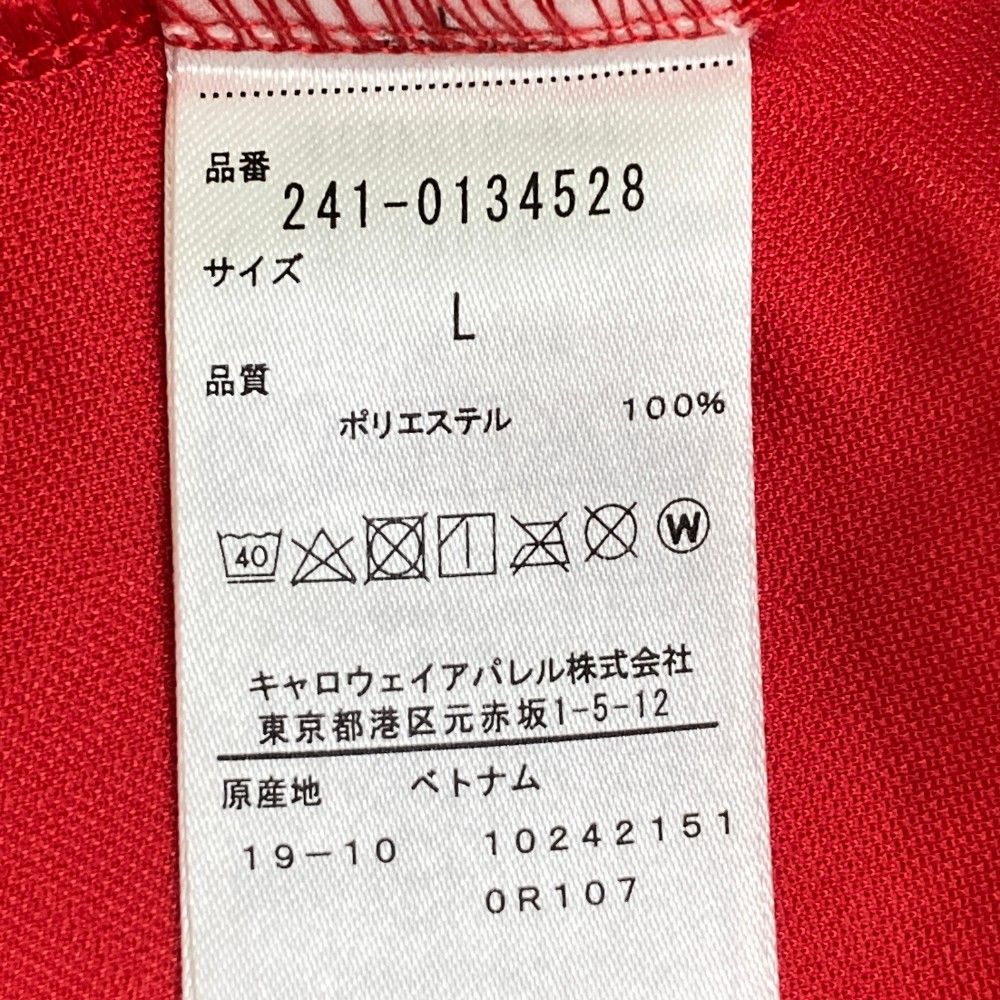 品番
241-0134528
サイズ
L
品質
ポリエステル 100%
40 W
キャロウェイアパレル株式会社
東京都港区元赤坂1-5-12
原産地 ベトナム
19-10 10242151
0R107